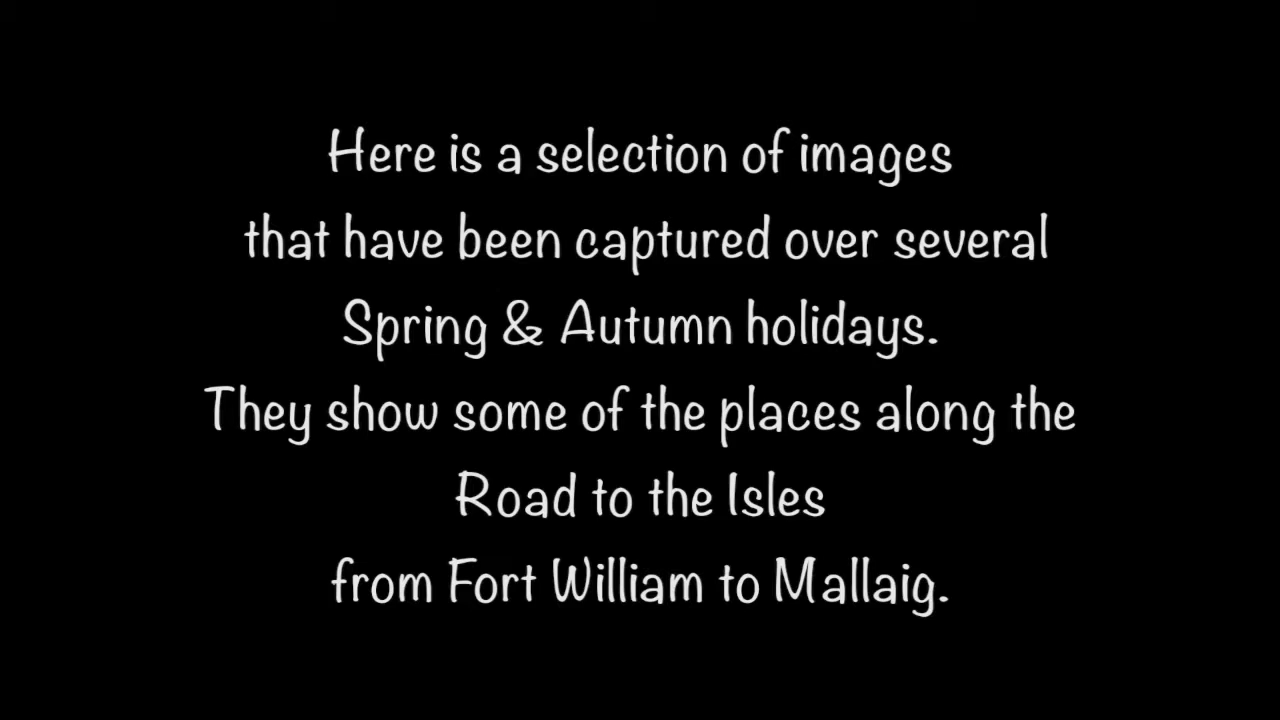 Here is a selection of images
that have been captured over several
Spring & Autumn holidays.
They show some of the places along the
Road to the Isles
from Fort William to Mallaig.